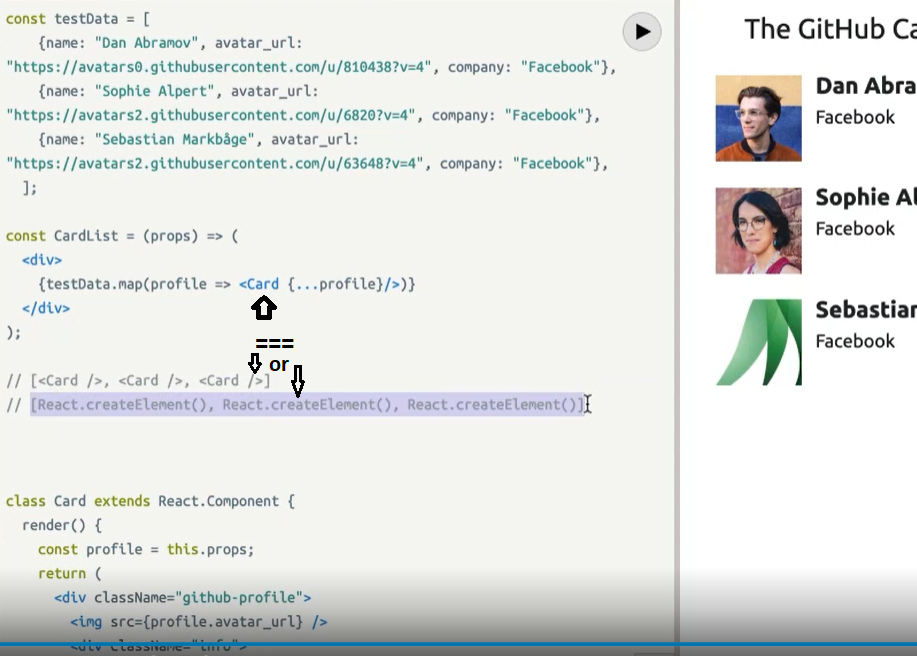 const testData = [
{name: "Dan Abramov", avatar_url:
"https://avatars0.githubusercontent.com/u/810438?v=4", company: "Facebook"},
{name: "Sophie Alpert", avatar_url:
"https://avatars2.githubusercontent.com/u/6820?v=4", company: "Facebook"},
{name: "Sebastian Markbåge", avatar_url:
"https://avatars2.githubusercontent.com/u/63648?v=4", company: "Facebook"},
];
const CardList = (props) => (
<div>
{testData.map(profile => <Card {...profile}/>)}
</div>
);
===
or
// [<Card />, <Card />, <Card />]
// [React.createElement(), React.createElement(), React.createElement()]
class Card extends React.Component {
render() {
const profile = this.props;
return (
<div className="github-profile">
<img src={profile.avatar_url} />
<div className="info">
The GitHub Ca
Dan Abra
Facebook
Sophie Al
Facebook
Sebastian
Facebook